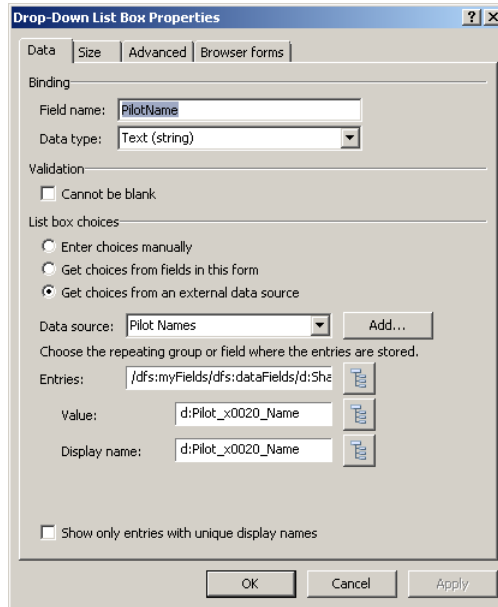 Drop-Down List Box Properties
Data Size Advanced Browser forms
Binding
Field name: PilotName
Data type: Text (string)
Validation
Cannot be blank
List box choices
Enter choices manually
Get choices from fields in this form
Get choices from an external data source
Data source: Pilot Names Add...
Choose the repeating group or field where the entries are stored.
Entries: /dfs:myFields/dfs:dataFields/d:Sha
Value: d:Pilot_x0020_Name
Display name: d:Pilot_x0020_Name
Show only entries with unique display names
OK Cancel Apply